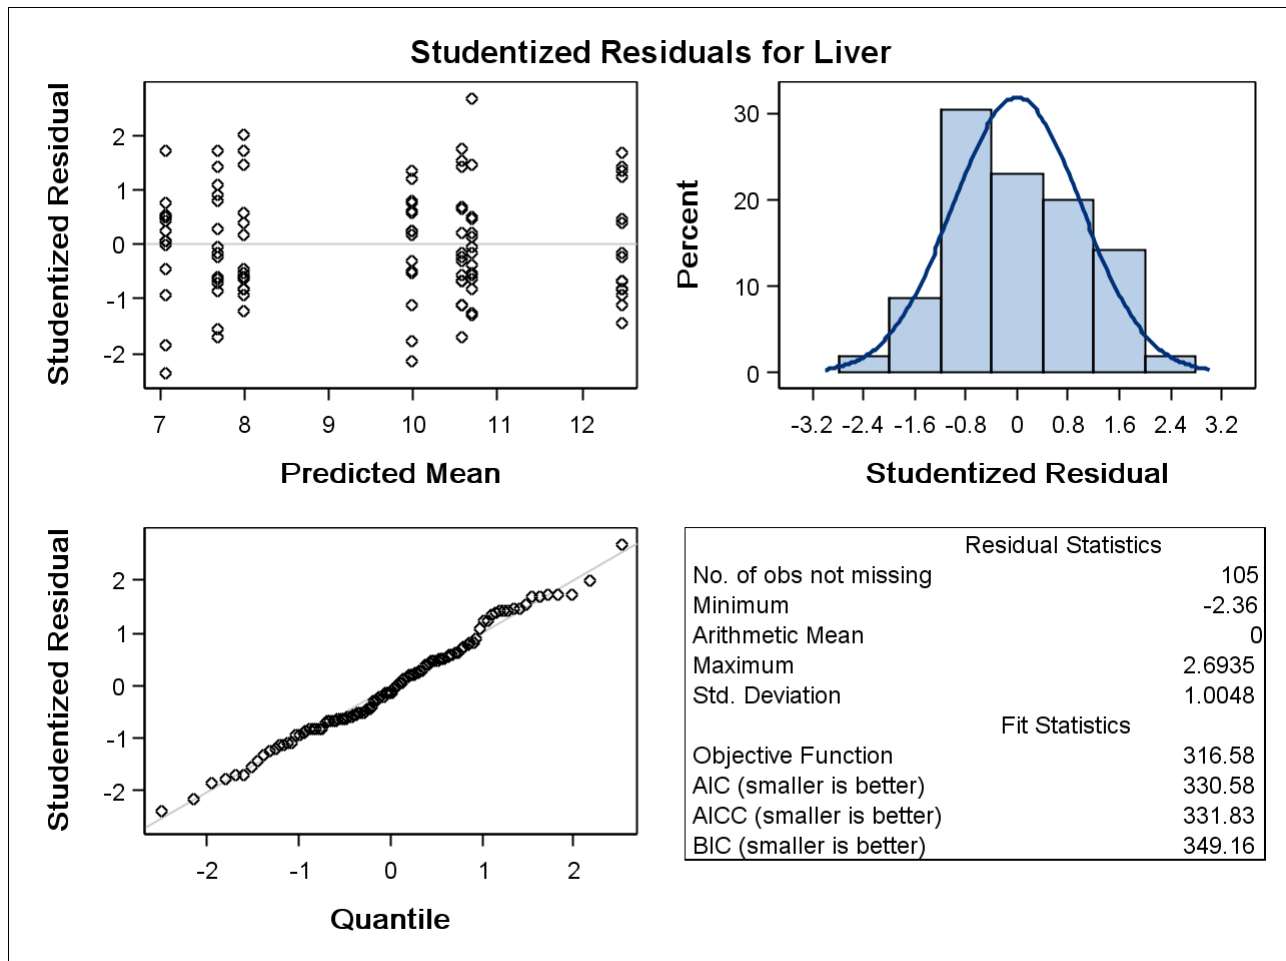 Studentized Residuals for Liver
Studentized Residual
2
1
0
-1
-2
7 8 9 10 11 12
Predicted Mean
Percent
30
20
10
0
-3.2 -2.4 -1.6 -0.8 0 0.8 1.6 2.4 3.2
Studentized Residual
Studentized Residual
2
1
0
-1
-2
-2 -1 0 1 2
Quantile
Residual Statistics
No. of obs not missing 105
Minimum -2.36
Arithmetic Mean 0
Maximum 2.6935
Std. Deviation 1.0048
Fit Statistics
Objective Function 316.58
AIC (smaller is better) 330.58
AICC (smaller is better) 331.83
BIC (smaller is better) 349.16